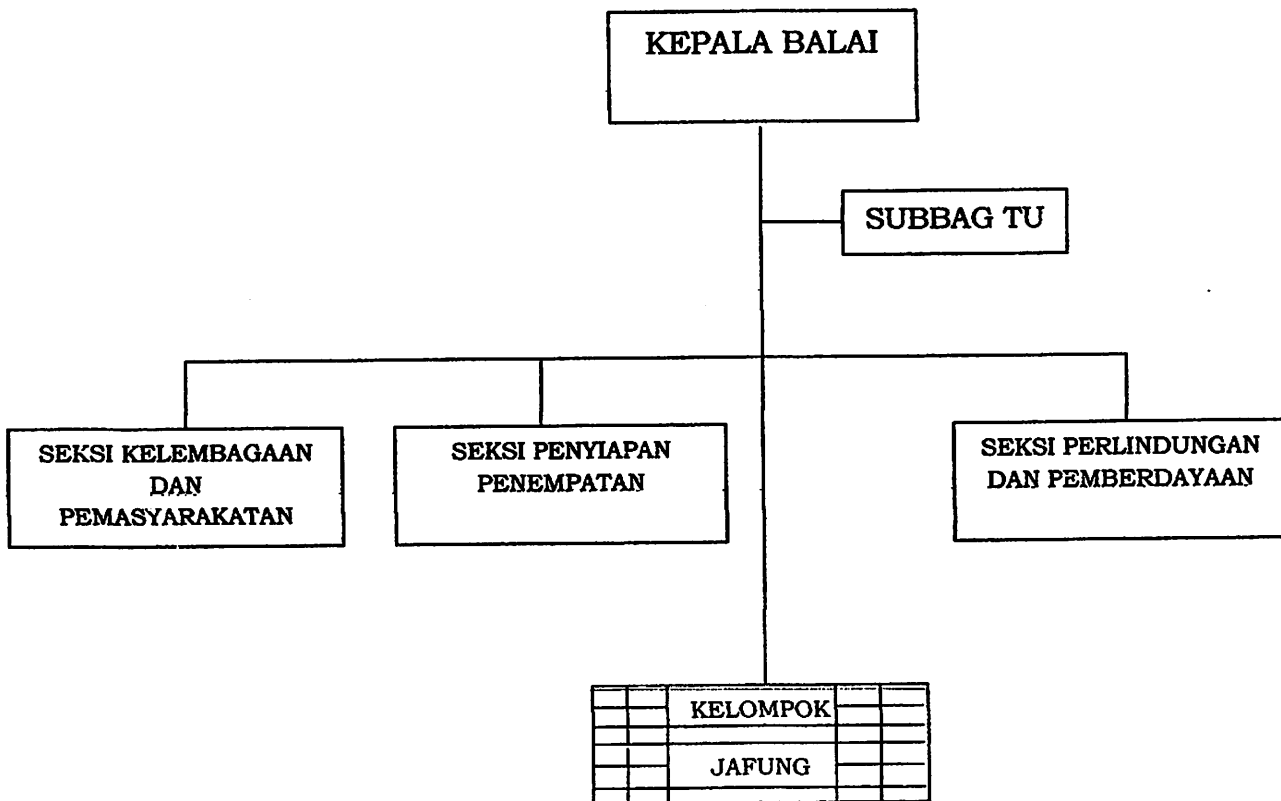 KEPALA BALAI
SUBBAG TU
SEKSI KELEMBAGAAN
DAN
PEMASYARAKATAN
SEKSI PENYIAPAN
PENEMPATAN
SEKSI PERLINDUNGAN
DAN PEMBERDAYAAN
KELOMPOK
JAFUNG